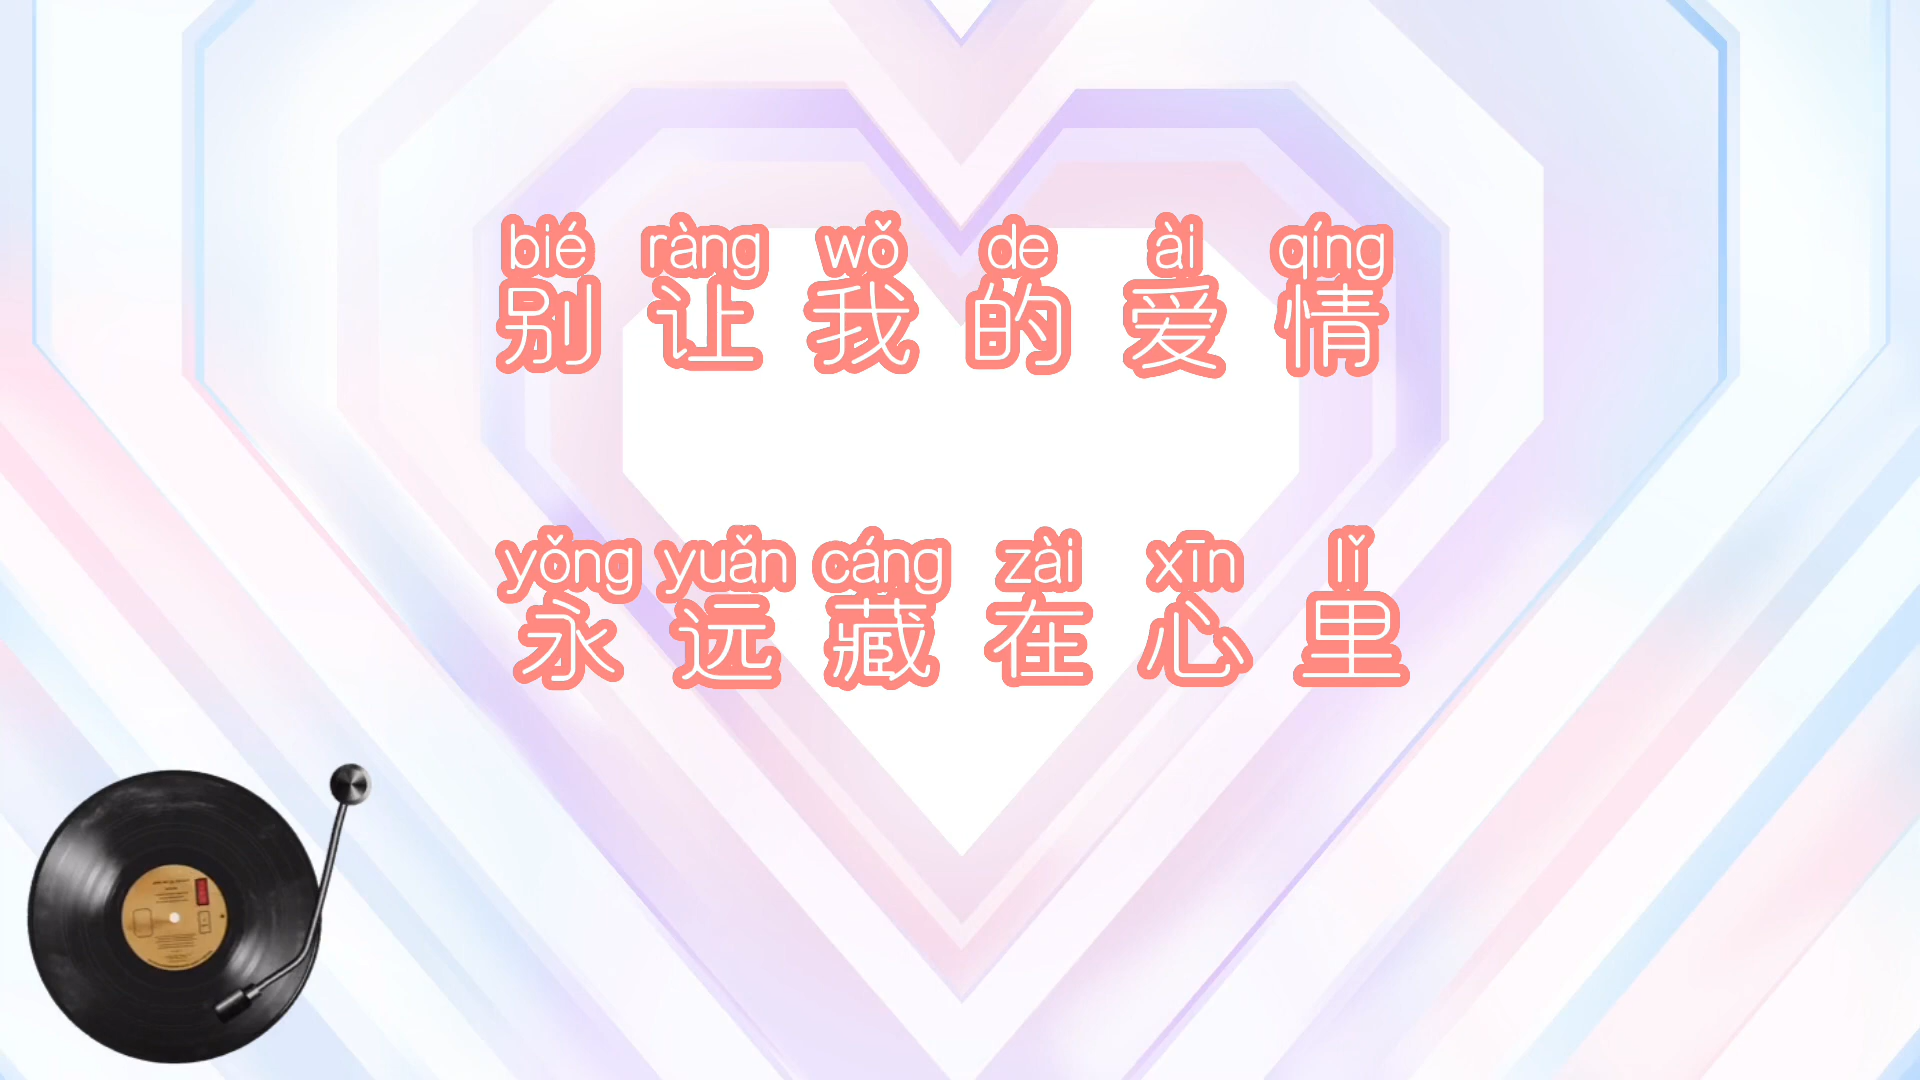 bié ràng wǒ de ài qíng
别让我的爱情
yǒng yuǎn cáng zài xīn lǐ
永远藏在心里